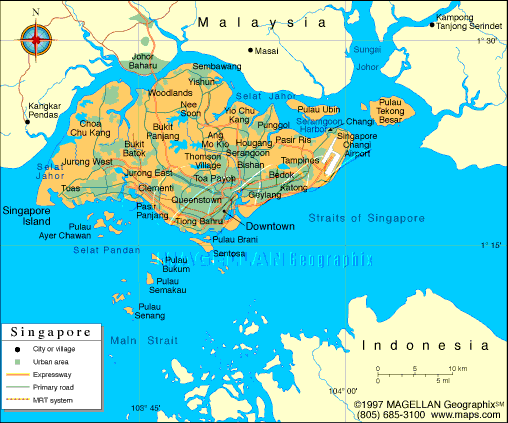 Malaysia
Kampong
Tanjong Serindet
1° 30'
Masai
Sungai
Johor
Johor
Baharu
Sembawang
Yishun
Woodlands
Selat Johor
Nee
Soon
Yio Chu
Kang
Pulau Ubin
Pulau
Tekong
Besar
Kangkar
Pendas
Choa
Chu Kang
Bukit
Panjang
Punggol
Serangoon
Harbor
Changi
Ang
Mo Kio
Hougang
Pasir Ris
Singapore
Changi
Airport
Bukit
Batok
Thomson
Village
Serangoon
Bishan
Tampines
Selat
Johor
Jurong West
Jurong East
Toa Payoh
Bedok
Tuas
Clementi
Queenstown
Katong
Geylang
Singapore
Island
Pasir
Panjang
Tiong Bahru
Straits of Singapore
Downtown
Pulau
Ayer Chawan
Pulau Brani
Sentosa
Selat Pandan
1° 15'
MAGELLAN Geographix
Pulau
Bukum
Pulau
Semakau
Pulau
Senang
Main Strait
Indonesia
Singapore
City or village
Urban area
Expressway
Primary road
MRT system
0 5 10 km
0 5 10 mi
103° 45'
104° 00'
©1997 MAGELLAN Geographix℠
(805) 685-3100 www.maps.com